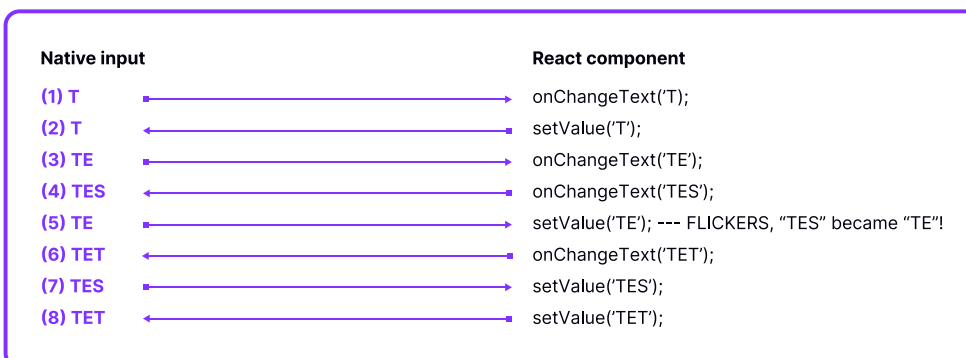 Native input React component
(1) T onChangeText('T);
(2) T setValue('T');
(3) TE onChangeText('TE');
(4) TES onChangeText('TES');
(5) TE setValue('TE'); --- FLICKERS, “TES” became “TE”!
(6) TET onChangeText('TET');
(7) TES setValue('TES');
(8) TET setValue('TET');